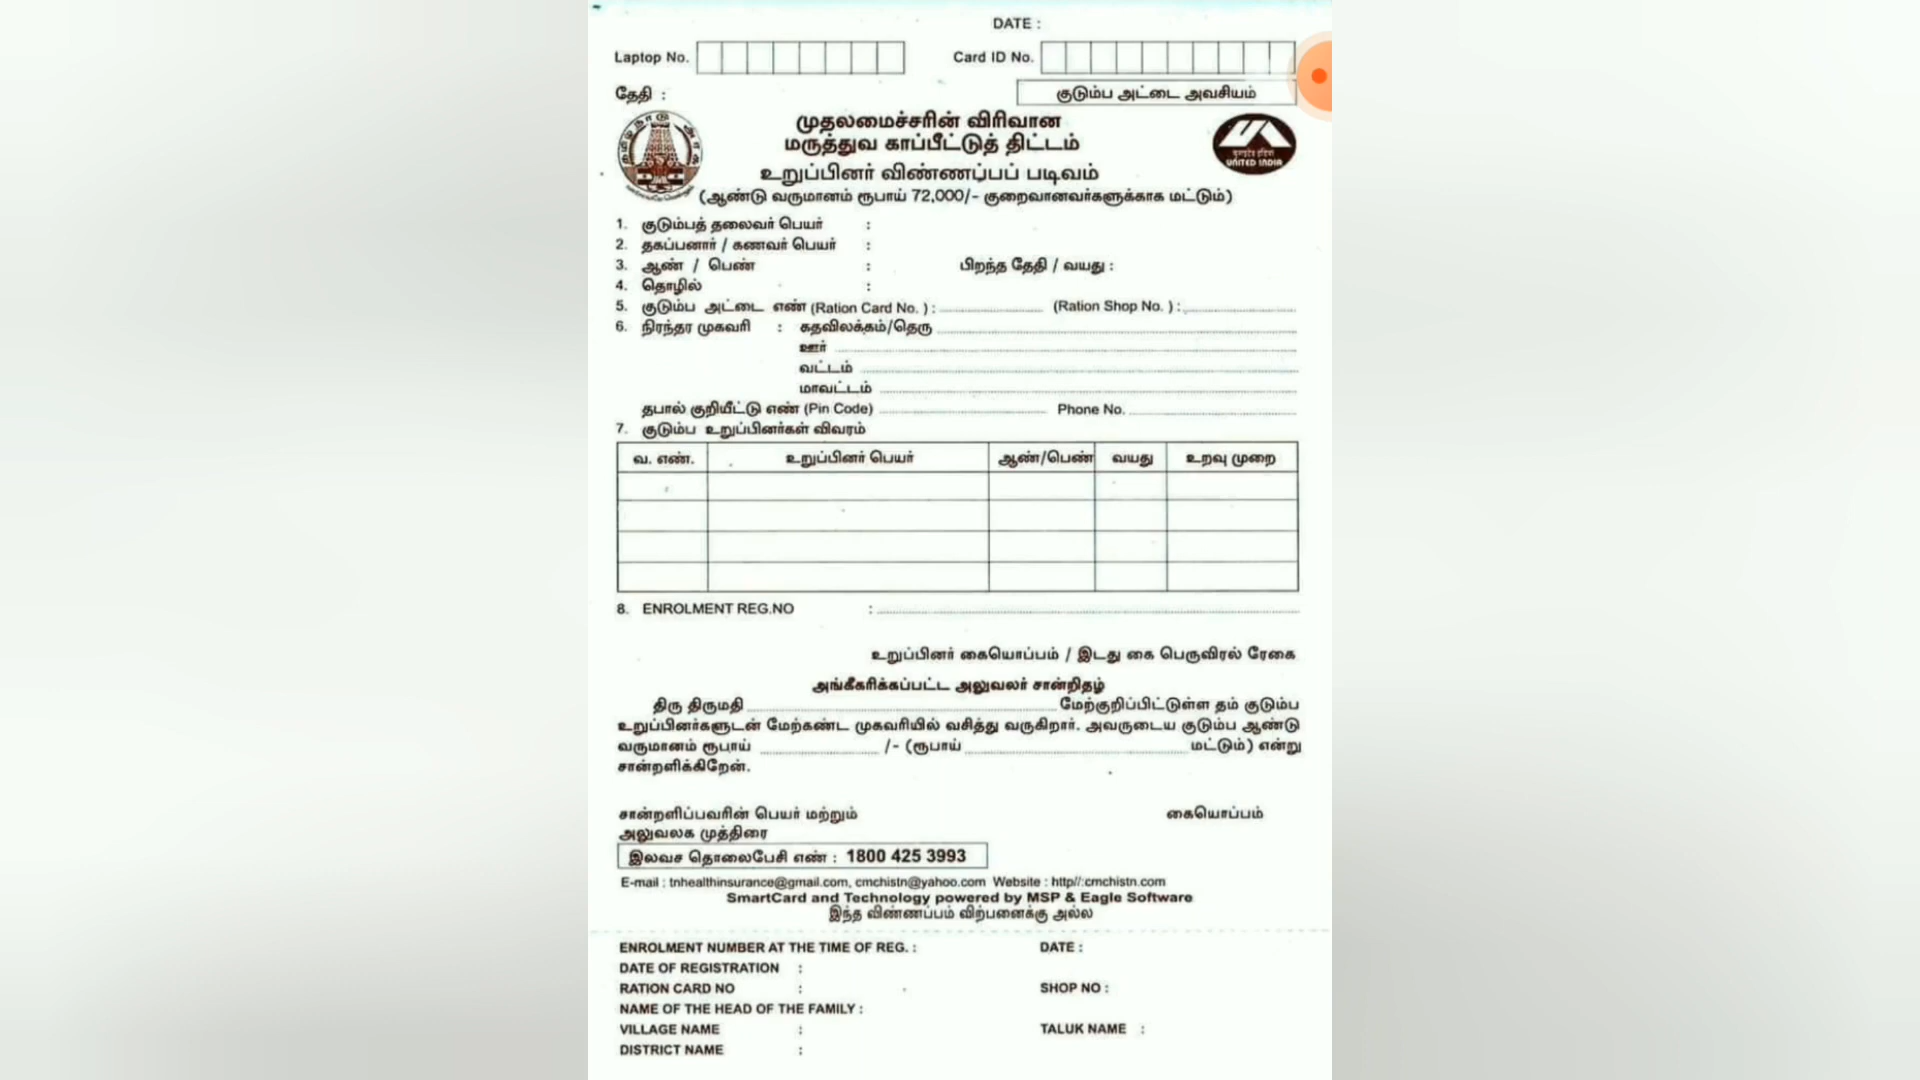 DATE :
Laptop No. Card ID No.
தேதி : குடும்ப அட்டை அவசியம்
முதலமைச்சரின் விரிவான
மருத்துவ காப்பீட்டுத் திட்டம்
உறுப்பினர் விண்ணப்பப் படிவம்
(ஆண்டு வருமானம் ரூபாய் 72,000/- குறைவானவர்களுக்காக மட்டும்)
தமிழ்நாடு அரசு
UNITED INDIA
1. குடும்பத் தலைவர் பெயர் :
2. தகப்பனார் / கணவர் பெயர் :
3. ஆண் / பெண் : பிறந்த தேதி / வயது :
4. தொழில் :
5. குடும்ப அட்டை எண் (Ration Card No. ) : (Ration Shop No. ) :
6. நிரந்தர முகவரி : கதவிலக்கம்/தெரு
ஊர்
வட்டம்
மாவட்டம்
தபால் குறியீட்டு எண் (Pin Code) Phone No.
7. குடும்ப உறுப்பினர்கள் விவரம்
வ. எண். உறுப்பினர் பெயர் ஆண்/பெண் வயது உறவு முறை
8. ENROLMENT REG.NO :
உறுப்பினர் கையொப்பம் / இடது கை பெருவிரல் ரேகை
அங்கீகரிக்கப்பட்ட அலுவலர் சான்றிதழ்
திரு திருமதி மேற்குறிப்பிட்டுள்ள தம் குடும்ப
உறுப்பினர்களுடன் மேற்கண்ட முகவரியில் வசித்து வருகிறார். அவருடைய குடும்ப ஆண்டு
வருமானம் ரூபாய் /- (ரூபாய் மட்டும்) என்று
சான்றளிக்கிறேன்.
சான்றளிப்பவரின் பெயர் மற்றும் கையொப்பம்
அலுவலக முத்திரை
இலவச தொலைபேசி எண் : 1800 425 3993
E-mail : tnhealthinsurance@gmail.com, cmchistn@yahoo.com Website : http//:cmchistn.com
SmartCard and Technology powered by MSP & Eagle Software
இந்த விண்ணப்பம் விற்பனைக்கு அல்ல
ENROLMENT NUMBER AT THE TIME OF REG. : DATE :
DATE OF REGISTRATION :
RATION CARD NO : SHOP NO :
NAME OF THE HEAD OF THE FAMILY :
VILLAGE NAME : TALUK NAME :
DISTRICT NAME :